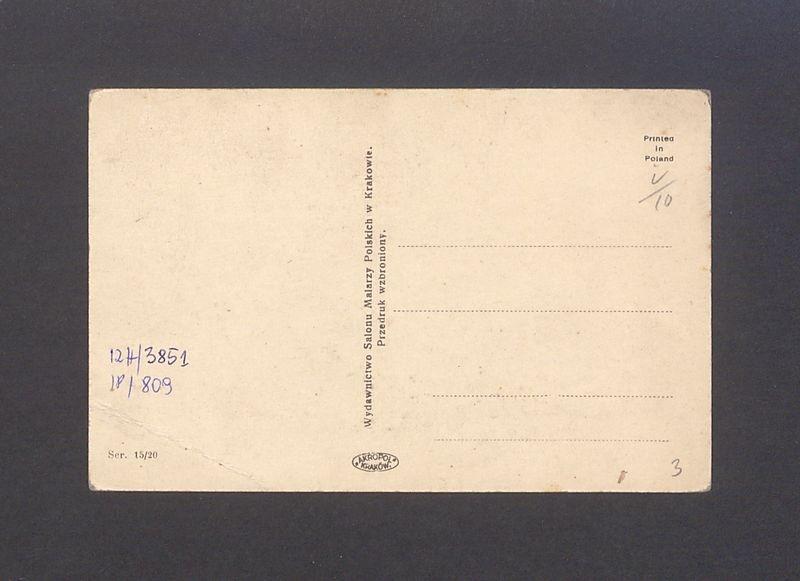 Printed
in
Poland
V/10
Wydawnictwo Salonu Malarzy Polskich w Krakowie.
Przedruk wzbroniony.
12H/3851
1P/809
Ser. 15/20
AKROPOL
KRAKÓW.
3